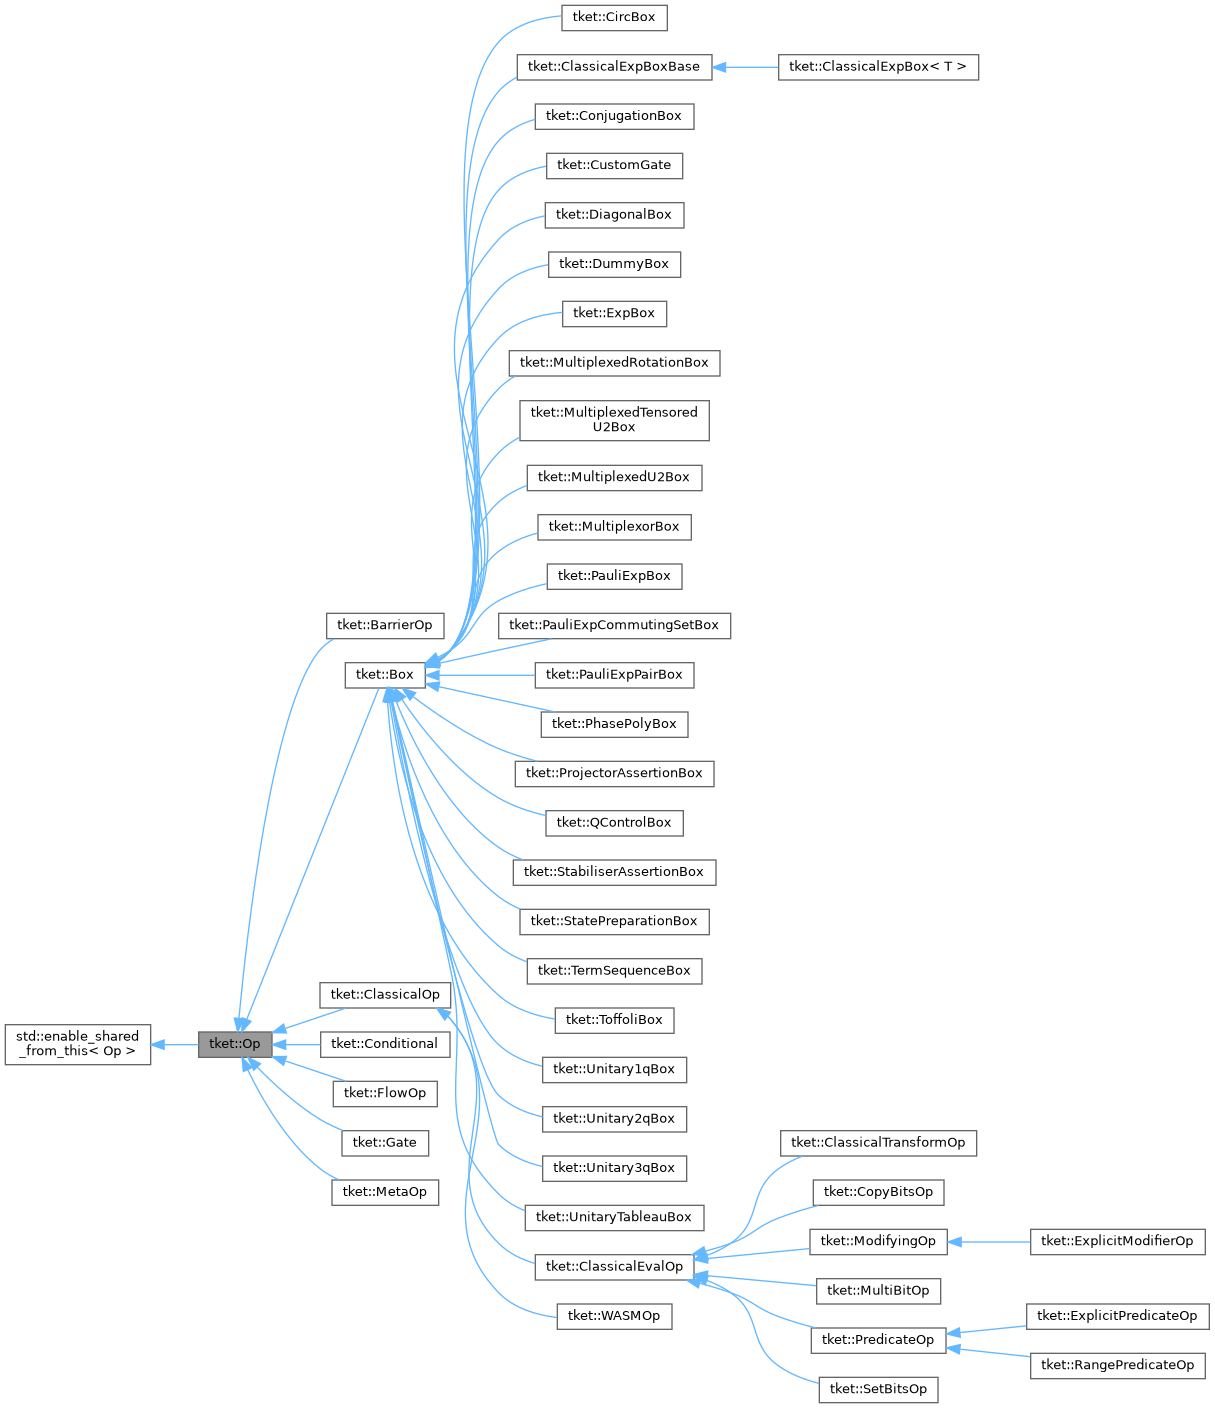 tket::CircBox
tket::ClassicalExpBoxBase
tket::ClassicalExpBox< T >
tket::ConjugationBox
tket::CustomGate
tket::DiagonalBox
tket::DummyBox
tket::ExpBox
tket::MultiplexedRotationBox
tket::MultiplexedTensored
U2Box
tket::MultiplexedU2Box
tket::MultiplexorBox
tket::PauliExpBox
tket::BarrierOp
tket::PauliExpCommutingSetBox
tket::Box
tket::PauliExpPairBox
tket::PhasePolyBox
tket::ProjectorAssertionBox
tket::QControlBox
tket::StabiliserAssertionBox
tket::StatePreparationBox
tket::TermSequenceBox
tket::ClassicalOp
tket::ToffoliBox
std::enable_shared
_from_this< Op >
tket::Op
tket::Conditional
tket::Unitary1qBox
tket::FlowOp
tket::Unitary2qBox
tket::Gate
tket::ClassicalTransformOp
tket::Unitary3qBox
tket::MetaOp
tket::CopyBitsOp
tket::UnitaryTableauBox
tket::ModifyingOp
tket::ExplicitModifierOp
tket::ClassicalEvalOp
tket::MultiBitOp
tket::WASMOp
tket::ExplicitPredicateOp
tket::PredicateOp
tket::RangePredicateOp
tket::SetBitsOp